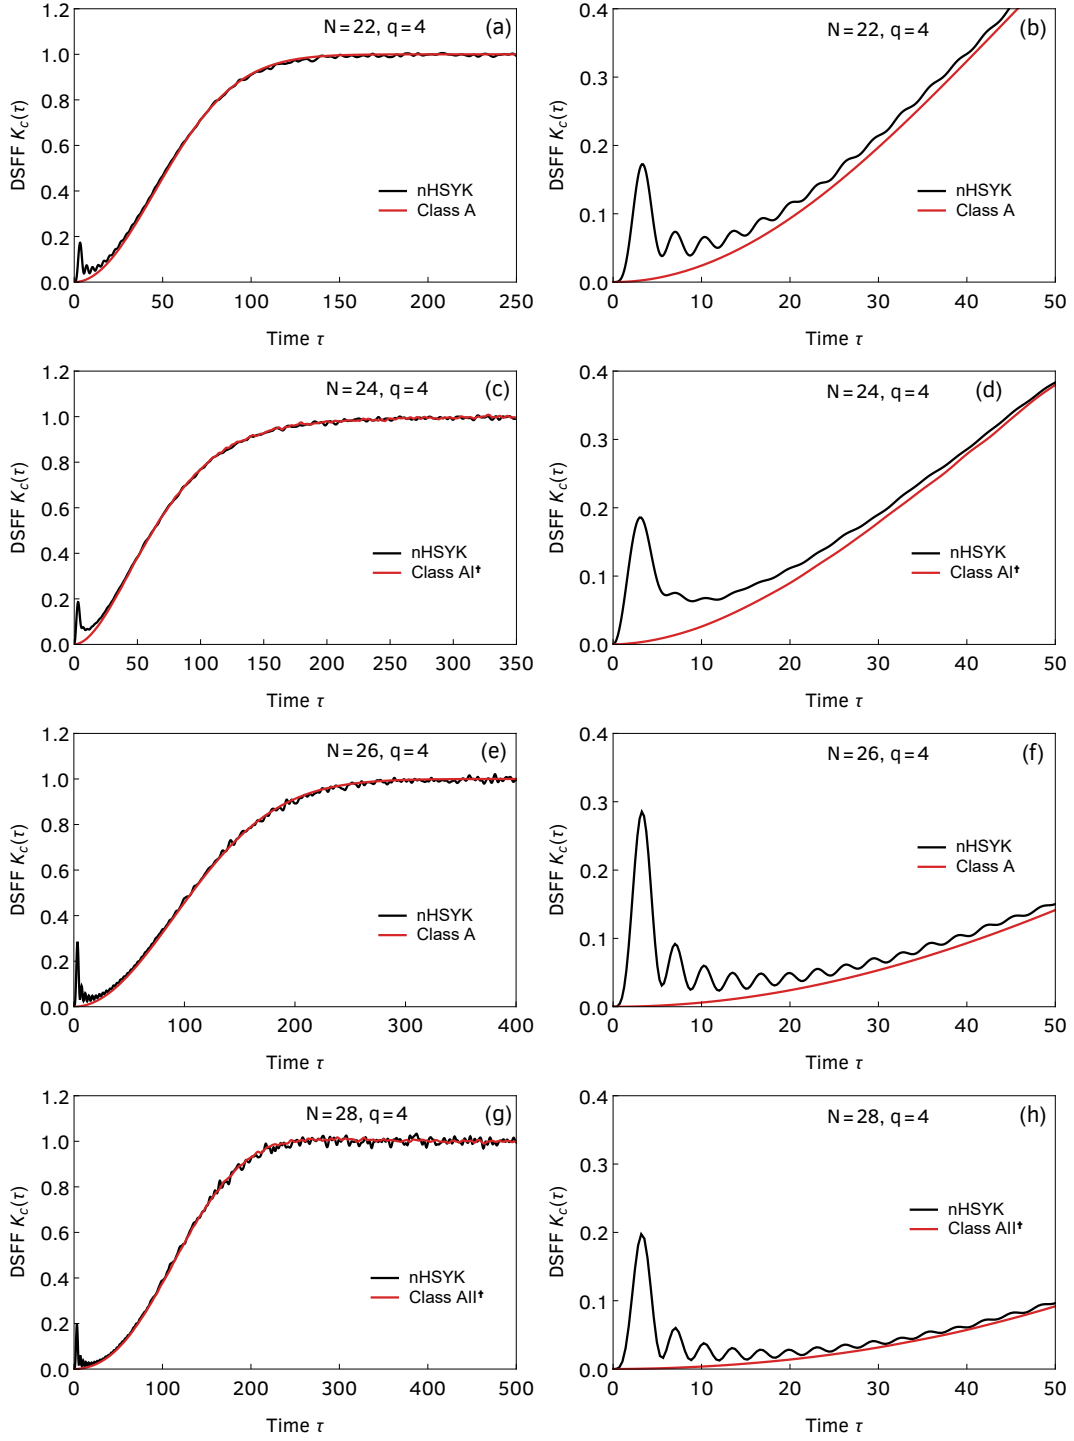 N=22, q=4
(a)
DSFF Kc(τ)
1.2
1.0
0.8
0.6
0.4
0.2
0.0
nHSYK
Class A
0
50
100
150
200
250
Time τ
N=22, q=4
(b)
DSFF Kc(τ)
0.4
0.3
0.2
0.1
0.0
nHSYK
Class A
0
10
20
30
40
50
Time τ
N=24, q=4
(c)
DSFF Kc(τ)
1.2
1.0
0.8
0.6
0.4
0.2
0.0
nHSYK
Class AI†
0
50
100
150
200
250
300
350
Time τ
N=24, q=4
(d)
DSFF Kc(τ)
0.4
0.3
0.2
0.1
0.0
nHSYK
Class AI†
0
10
20
30
40
50
Time τ
N=26, q=4
(e)
DSFF Kc(τ)
1.2
1.0
0.8
0.6
0.4
0.2
0.0
nHSYK
Class A
0
100
200
300
400
Time τ
N=26, q=4
(f)
DSFF Kc(τ)
0.4
0.3
0.2
0.1
0.0
nHSYK
Class A
0
10
20
30
40
50
Time τ
N=28, q=4
(g)
DSFF Kc(τ)
1.2
1.0
0.8
0.6
0.4
0.2
0.0
nHSYK
Class AII†
0
100
200
300
400
500
Time τ
N=28, q=4
(h)
DSFF Kc(τ)
0.4
0.3
0.2
0.1
0.0
nHSYK
Class AII†
0
10
20
30
40
50
Time τ